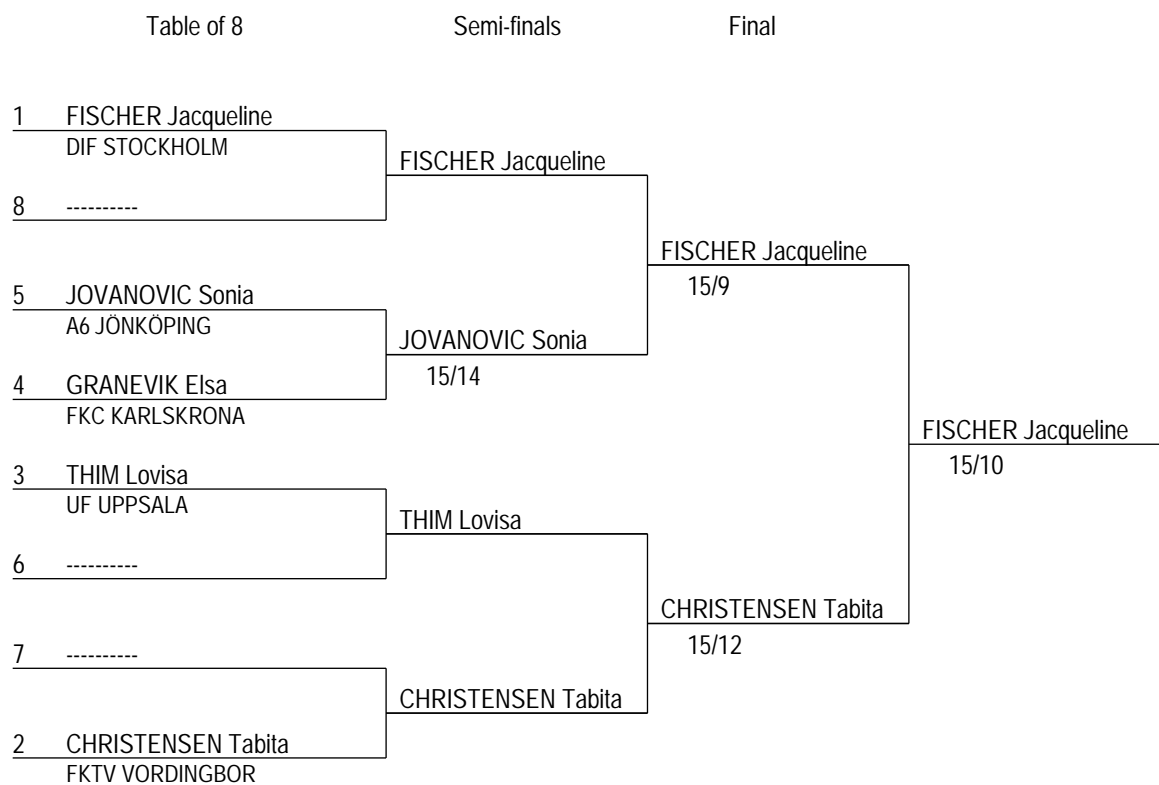 Table of 8 Semi-finals Final
1 FISCHER Jacqueline
DIF STOCKHOLM
FISCHER Jacqueline
8 ----------
FISCHER Jacqueline
15/9
5 JOVANOVIC Sonia
A6 JÖNKÖPING
JOVANOVIC Sonia
15/14
4 GRANEVIK Elsa
FKC KARLSKRONA
FISCHER Jacqueline
15/10
3 THIM Lovisa
UF UPPSALA
THIM Lovisa
6 ----------
CHRISTENSEN Tabita
15/12
7 ----------
CHRISTENSEN Tabita
2 CHRISTENSEN Tabita
FKTV VORDINGBOR